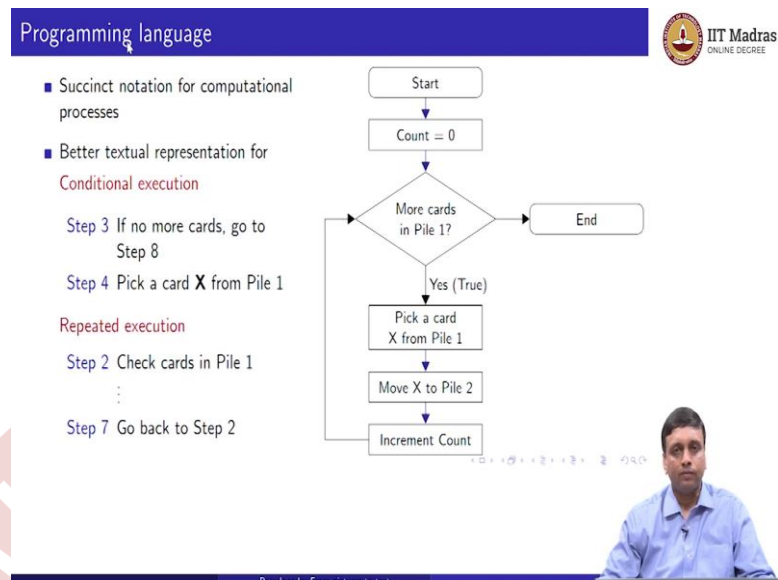 Programming language
IIT Madras
ONLINE DEGREE
Succinct notation for computational
processes
Better textual representation for
Conditional execution
Step 3 If no more cards, go to
Step 8
Step 4 Pick a card X from Pile 1
Repeated execution
Step 2 Check cards in Pile 1
⋮
Step 7 Go back to Step 2
Start
Count = 0
More cards
in Pile 1?
End
Yes (True)
Pick a card
X from Pile 1
Move X to Pile 2
Increment Count